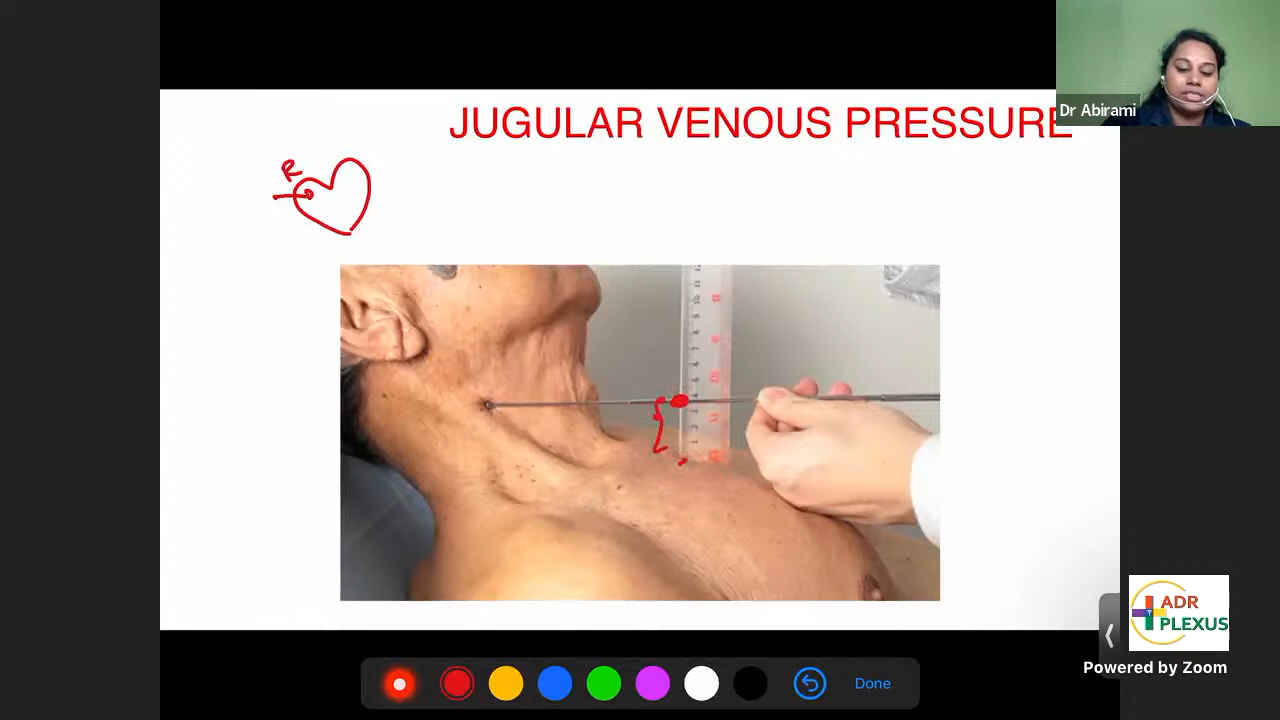 JUGULAR VENOUS PRESSURE
Dr Abirami
R
ADR
PLEXUS
Powered by Zoom
Done